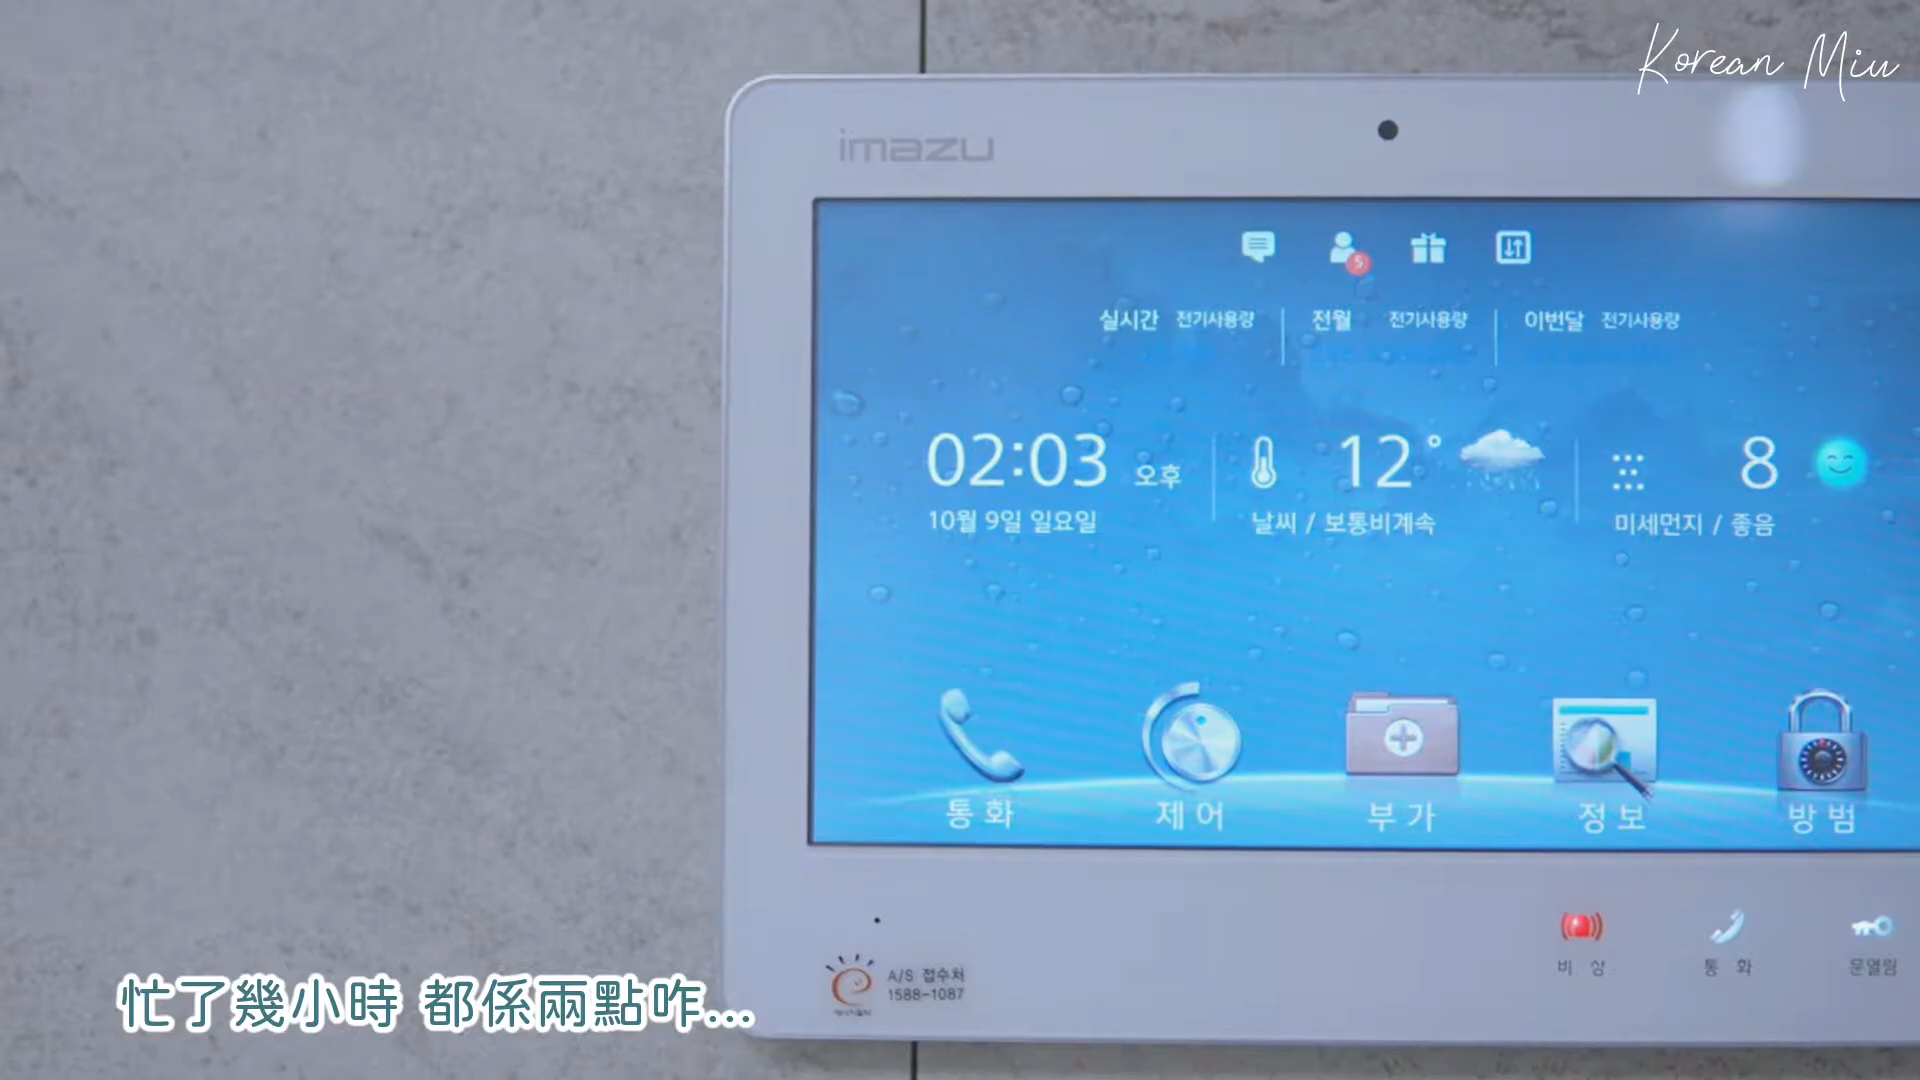 Korean Miu
imazu
5
실시간 전기사용량 전월 전기사용량 이번달 전기사용량
02:03 오후 12° 8
10월 9일 일요일 날씨 / 보통비계속 미세먼지 / 좋음
통화 제어 부가 정보 방범
비상 통화 문열림
A/S 접수처
1588-1087
忙了幾小時 都係兩點咋...